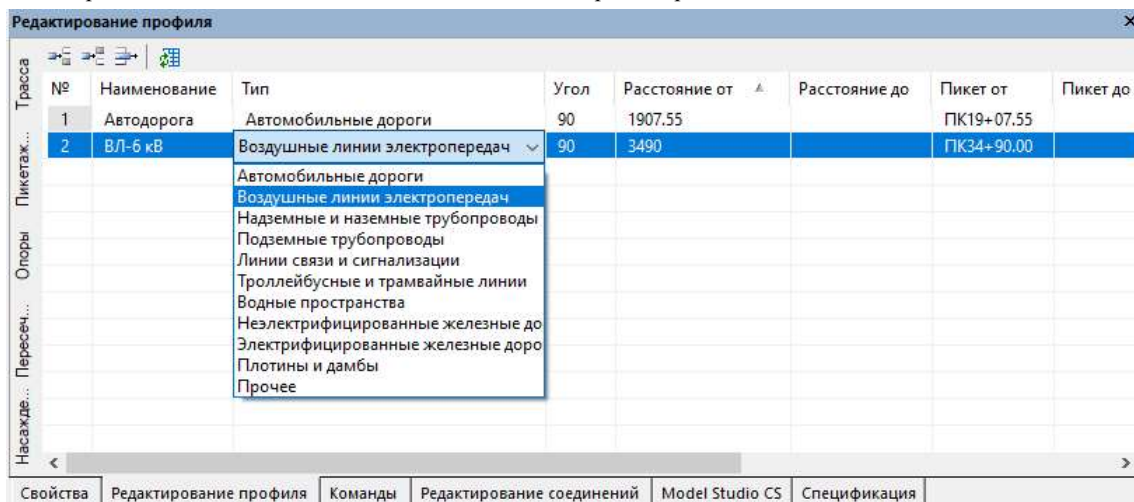 Редактирование профиля
№ Наименование Тип Угол Расстояние от Расстояние до Пикет от Пикет до
1 Автодорога Автомобильные дороги 90 1907.55 ПК19+07.55
2 ВЛ-6 кВ Воздушные линии электропередач 90 3490 ПК34+90.00
Автомобильные дороги
Воздушные линии электропередач
Надземные и наземные трубопроводы
Подземные трубопроводы
Линии связи и сигнализации
Троллейбусные и трамвайные линии
Водные пространства
Неэлектрифицированные железные до
Электрифицированные железные доро
Плотины и дамбы
Прочее
Трасса
Пикетаж...
Опоры
Пересеч...
Насажде...
Свойства Редактирование профиля Команды Редактирование соединений Model Studio CS Спецификация